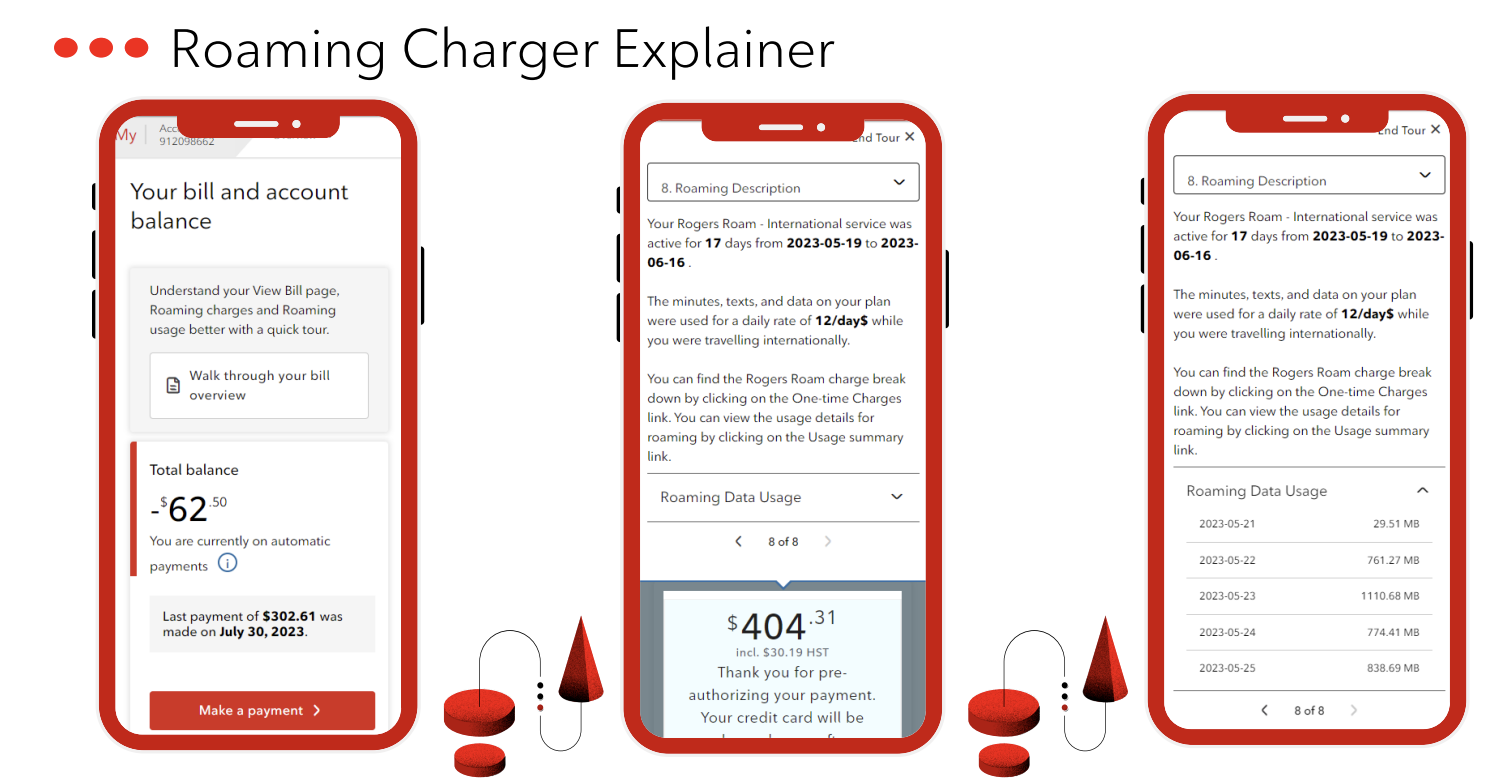 Roaming Charger Explainer
My
912098662
Your bill and account
balance
Understand your View Bill page,
Roaming charges and Roaming
usage better with a quick tour.
Walk through your bill
overview
Total balance
-$62.50
You are currently on automatic
payments
Last payment of $302.61 was
made on July 30, 2023.
Make a payment
End Tour
8. Roaming Description
Your Rogers Roam - International service was
active for 17 days from 2023-05-19 to 2023-
06-16 .
The minutes, texts, and data on your plan
were used for a daily rate of 12/day$ while
you were travelling internationally.
You can find the Rogers Roam charge break
down by clicking on the One-time Charges
link. You can view the usage details for
roaming by clicking on the Usage summary
link.
Roaming Data Usage
8 of 8
$404.31
incl. $30.19 HST
Thank you for pre-
authorizing your payment.
Your credit card will be
End Tour
8. Roaming Description
Your Rogers Roam - International service was
active for 17 days from 2023-05-19 to 2023-
06-16 .
The minutes, texts, and data on your plan
were used for a daily rate of 12/day$ while
you were travelling internationally.
You can find the Rogers Roam charge break
down by clicking on the One-time Charges
link. You can view the usage details for
roaming by clicking on the Usage summary
link.
Roaming Data Usage
2023-05-21 29.51 MB
2023-05-22 761.27 MB
2023-05-23 1110.68 MB
2023-05-24 774.41 MB
2023-05-25 838.69 MB
8 of 8